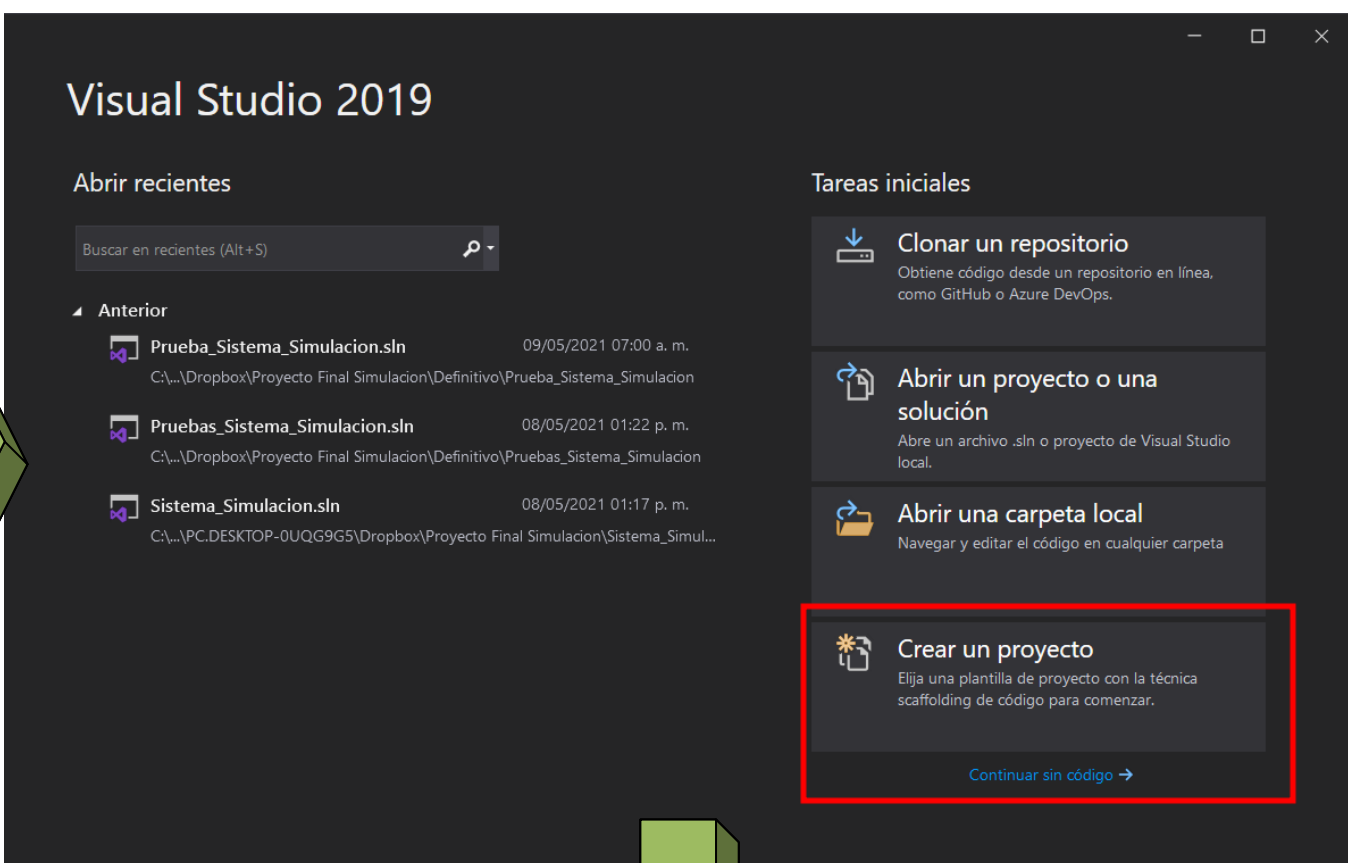 Visual Studio 2019
Abrir recientes
Buscar en recientes (Alt+S)
Anterior
Prueba_Sistema_Simulacion.sln 09/05/2021 07:00 a. m.
C:\...\Dropbox\Proyecto Final Simulacion\Definitivo\Prueba_Sistema_Simulacion
Pruebas_Sistema_Simulacion.sln 08/05/2021 01:22 p. m.
C:\...\Dropbox\Proyecto Final Simulacion\Definitivo\Pruebas_Sistema_Simulacion
Sistema_Simulacion.sln 08/05/2021 01:17 p. m.
C:\...\PC.DESKTOP-0UQG9G5\Dropbox\Proyecto Final Simulacion\Sistema_Simul...
Tareas iniciales
Clonar un repositorio
Obtiene código desde un repositorio en línea,
como GitHub o Azure DevOps.
Abrir un proyecto o una
solución
Abre un archivo .sln o proyecto de Visual Studio
local.
Abrir una carpeta local
Navegar y editar el código en cualquier carpeta
Crear un proyecto
Elija una plantilla de proyecto con la técnica
scaffolding de código para comenzar.
Continuar sin código →